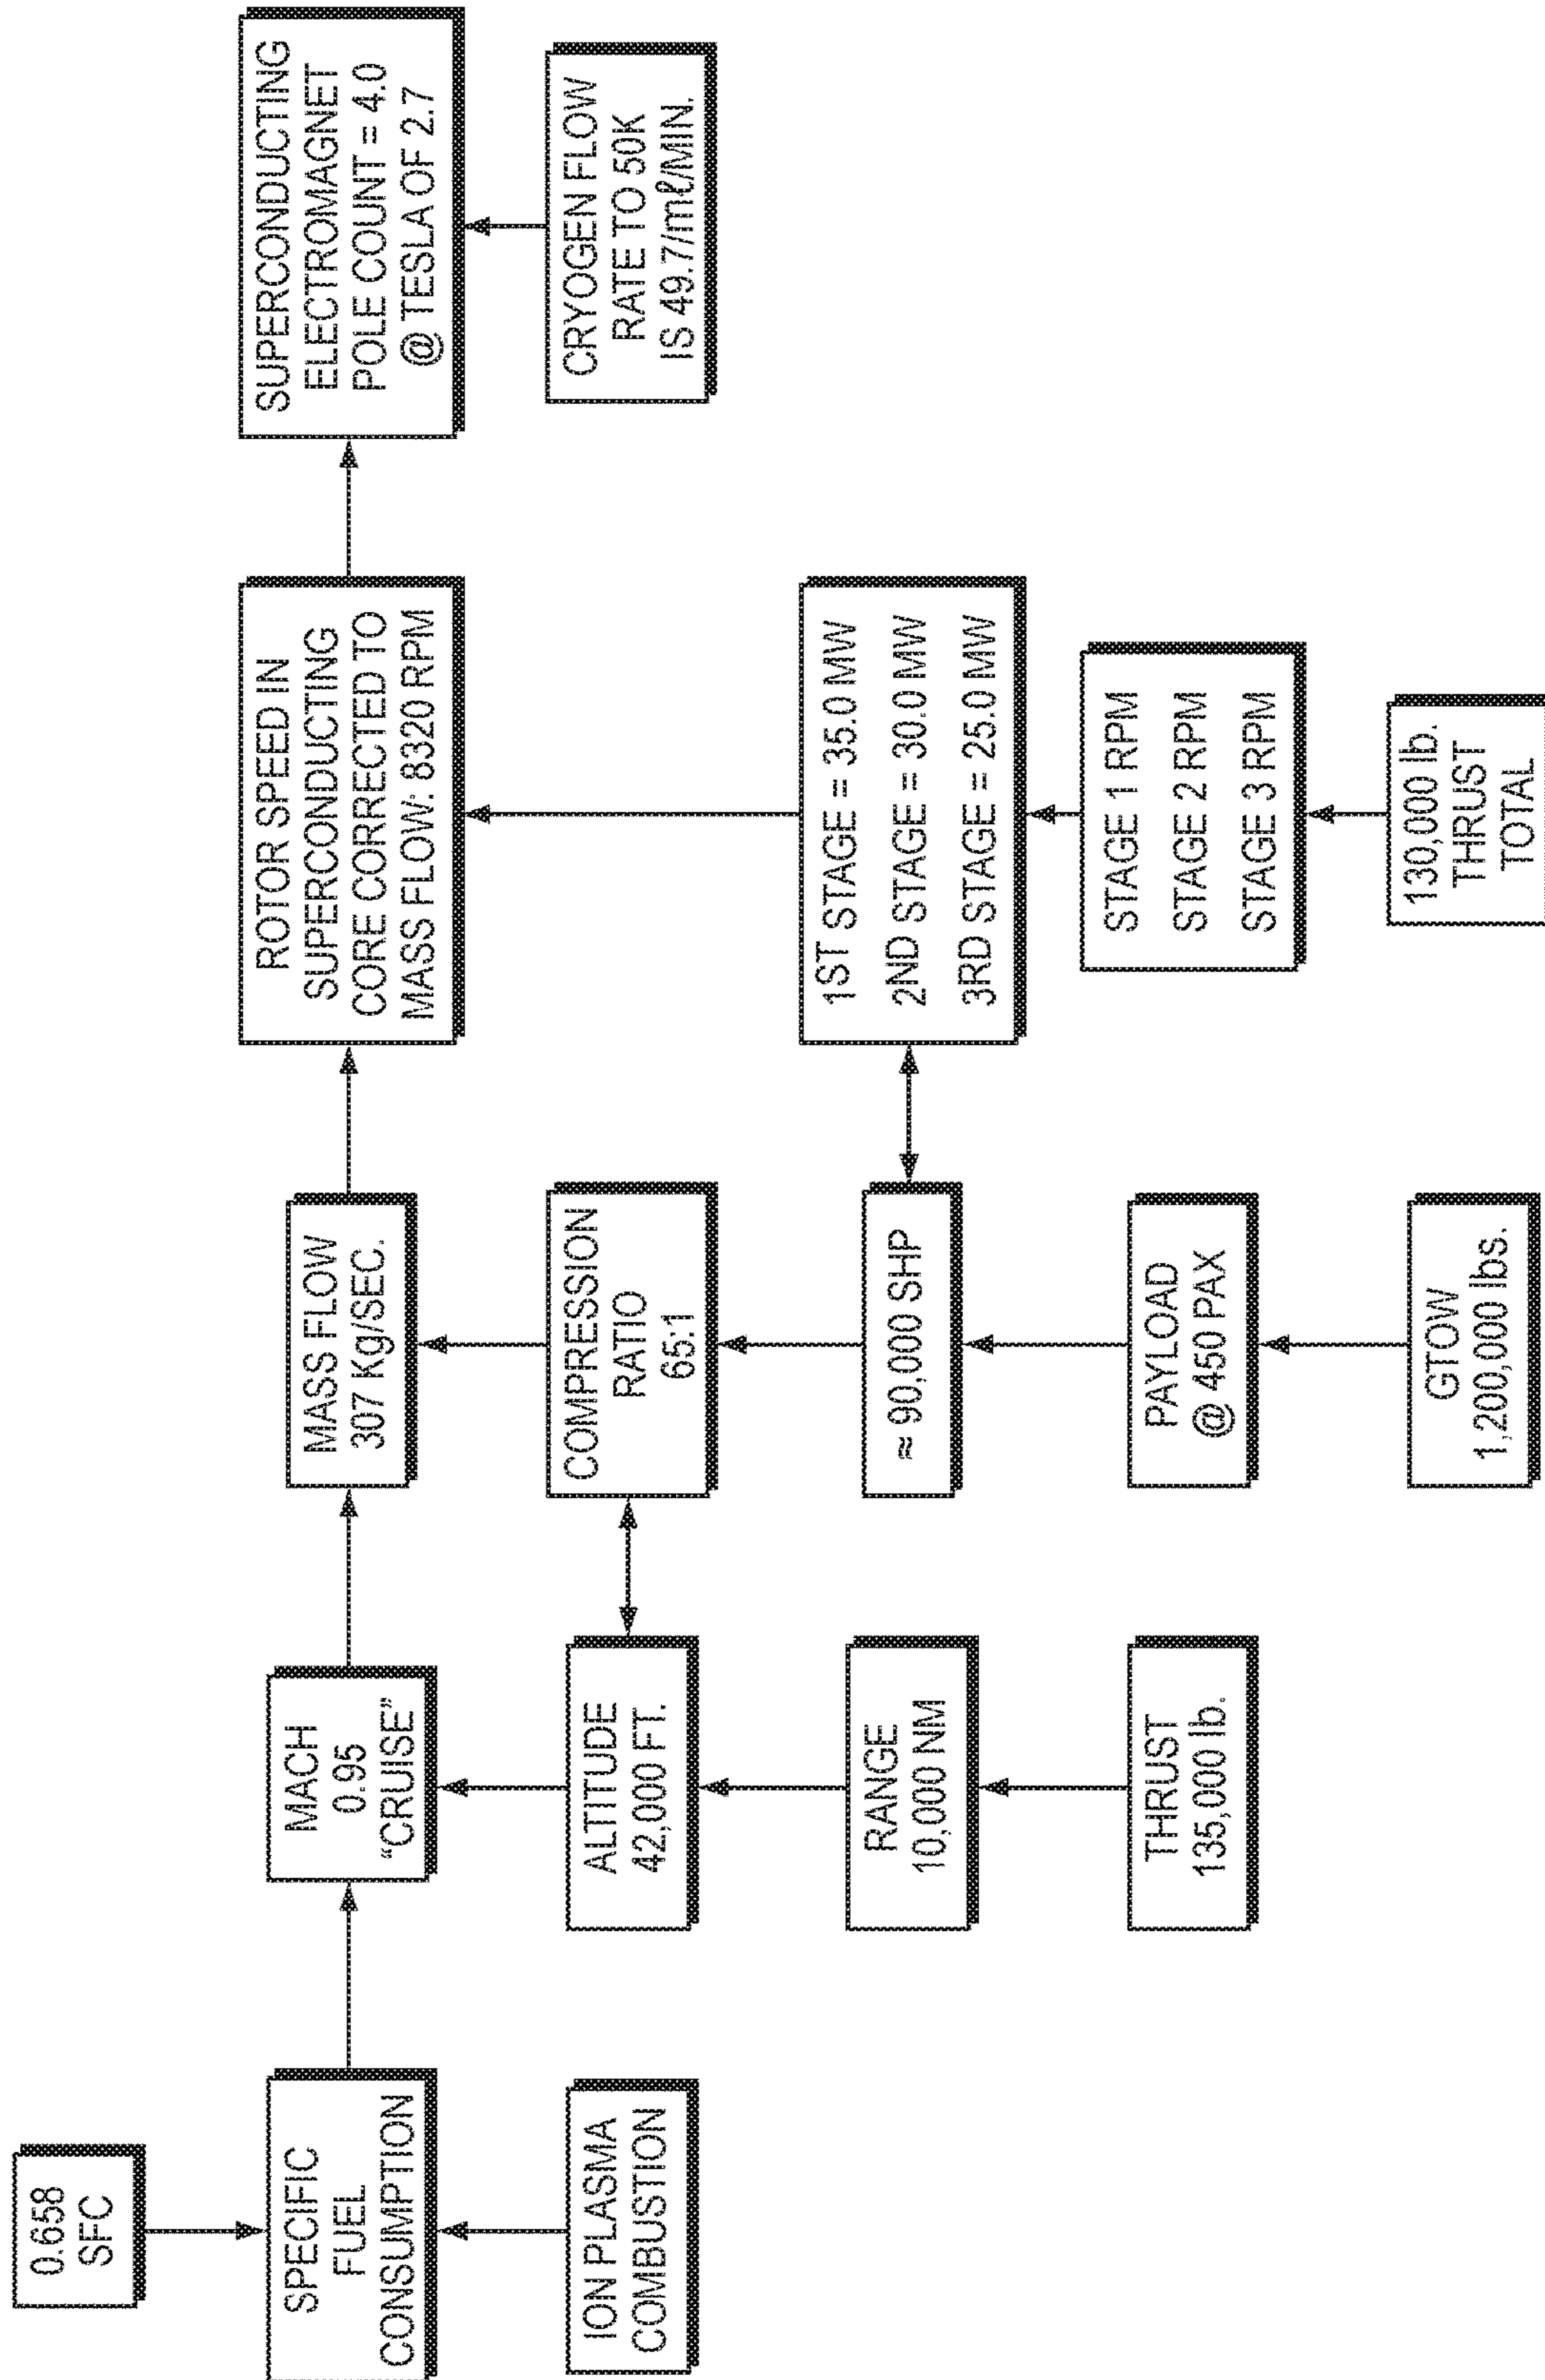 0.658
SFC
SPECIFIC
FUEL
CONSUMPTION
ION PLASMA
COMBUSTION
MACH
0.95
“CRUISE”
ALTITUDE
42,000 FT.
RANGE
10,000 NM
THRUST
135,000 lb.
MASS FLOW
307 Kg/SEC.
COMPRESSION
RATIO
65:1
≈ 90,000 SHP
PAYLOAD
@ 450 PAX
GTOW
1,200,000 lbs.
ROTOR SPEED IN
SUPERCONDUCTING
CORE CORRECTED TO
MASS FLOW: 8320 RPM
1ST STAGE = 35.0 MW
2ND STAGE = 30.0 MW
3RD STAGE = 25.0 MW
STAGE 1 RPM
STAGE 2 RPM
STAGE 3 RPM
130,000 lb.
THRUST
TOTAL
SUPERCONDUCTING
ELECTROMAGNET
POLE COUNT = 4.0
@ TESLA OF 2.7
CRYOGEN FLOW
RATE TO 50K
IS 49.7/mℓ/MIN.